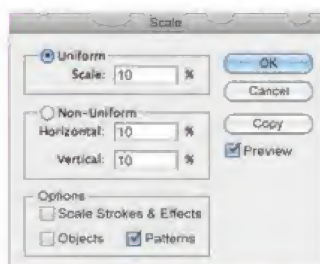 Scale
Uniform
Scale: 10 %
Non-Uniform
Horizontal: 10 %
Vertical: 10 %
Options
Scale Strokes & Effects
Objects Patterns
OK
Cancel
Copy
Preview